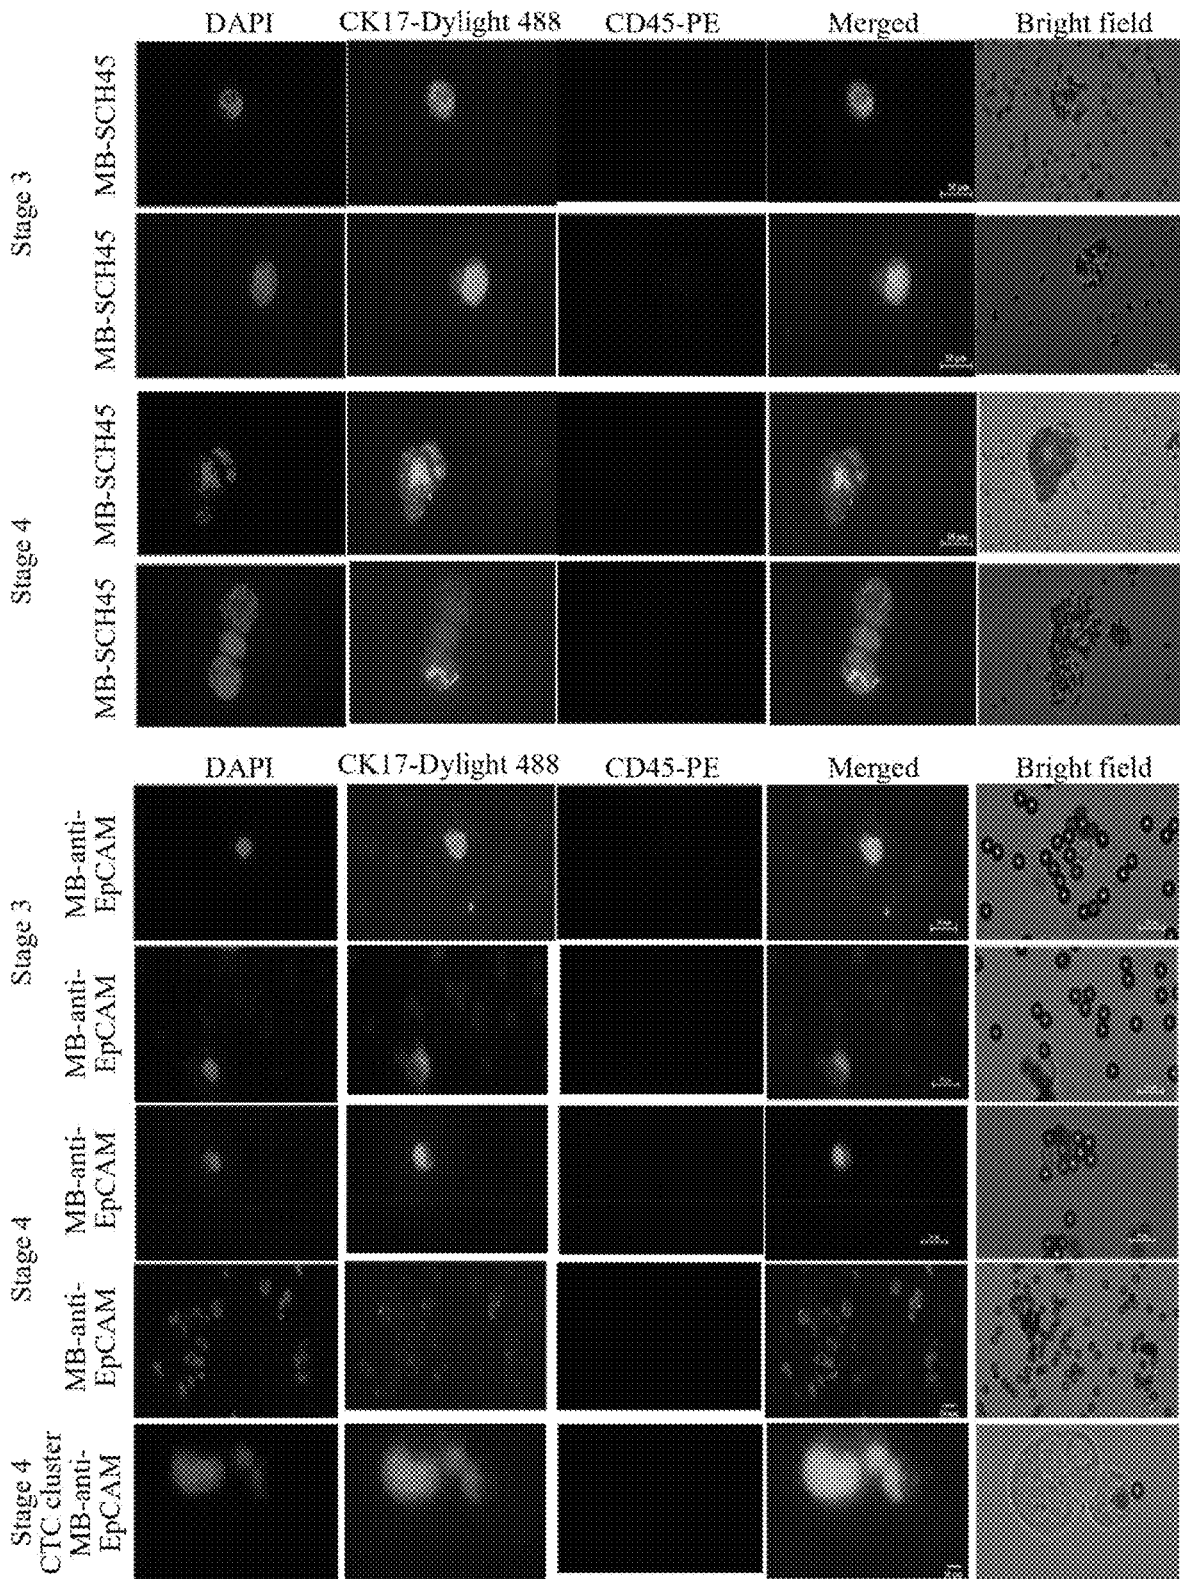 DAPI CK17-Dylight 488 CD45-PE Merged Bright field
Stage 3
MB-SCH45
MB-SCH45
Stage 4
MB-SCH45
MB-SCH45
DAPI CK17-Dylight 488 CD45-PE Merged Bright field
Stage 3
MB-anti-
EpCAM
MB-anti-
EpCAM
Stage 4
MB-anti-
EpCAM
MB-anti-
EpCAM
Stage 4
CTC cluster
MB-anti-
EpCAM